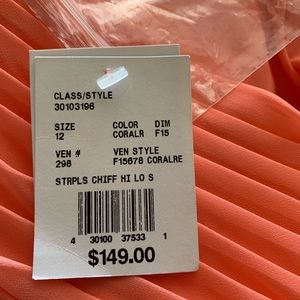 CLASS/STYLE
30103196
SIZE COLOR DIM
12 CORALR F15
VEN # VEN STYLE
298 F15678 CORALRE
STRPLS CHIFF HI LO S
4 30100 37533 1
$149.00